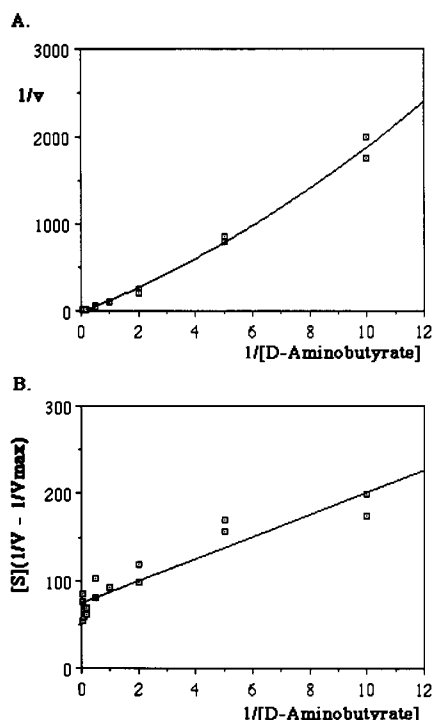 A.
3000
1/v
2000
1000
0
0 2 4 6 8 10 12
1/[D-Aminobutyrate]
B.
300
[S](1/V - 1/Vmax)
200
100
0
0 2 4 6 8 10 12
1/[D-Aminobutyrate]